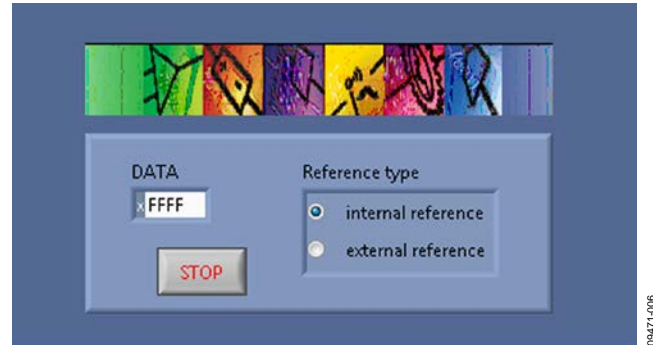 DATA
x FFFF
Reference type
internal reference
external reference
STOP
09471-006